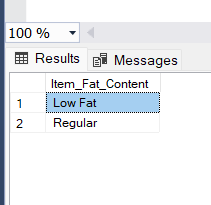 100 %
Results Messages
Item_Fat_Content
1 Low Fat
2 Regular